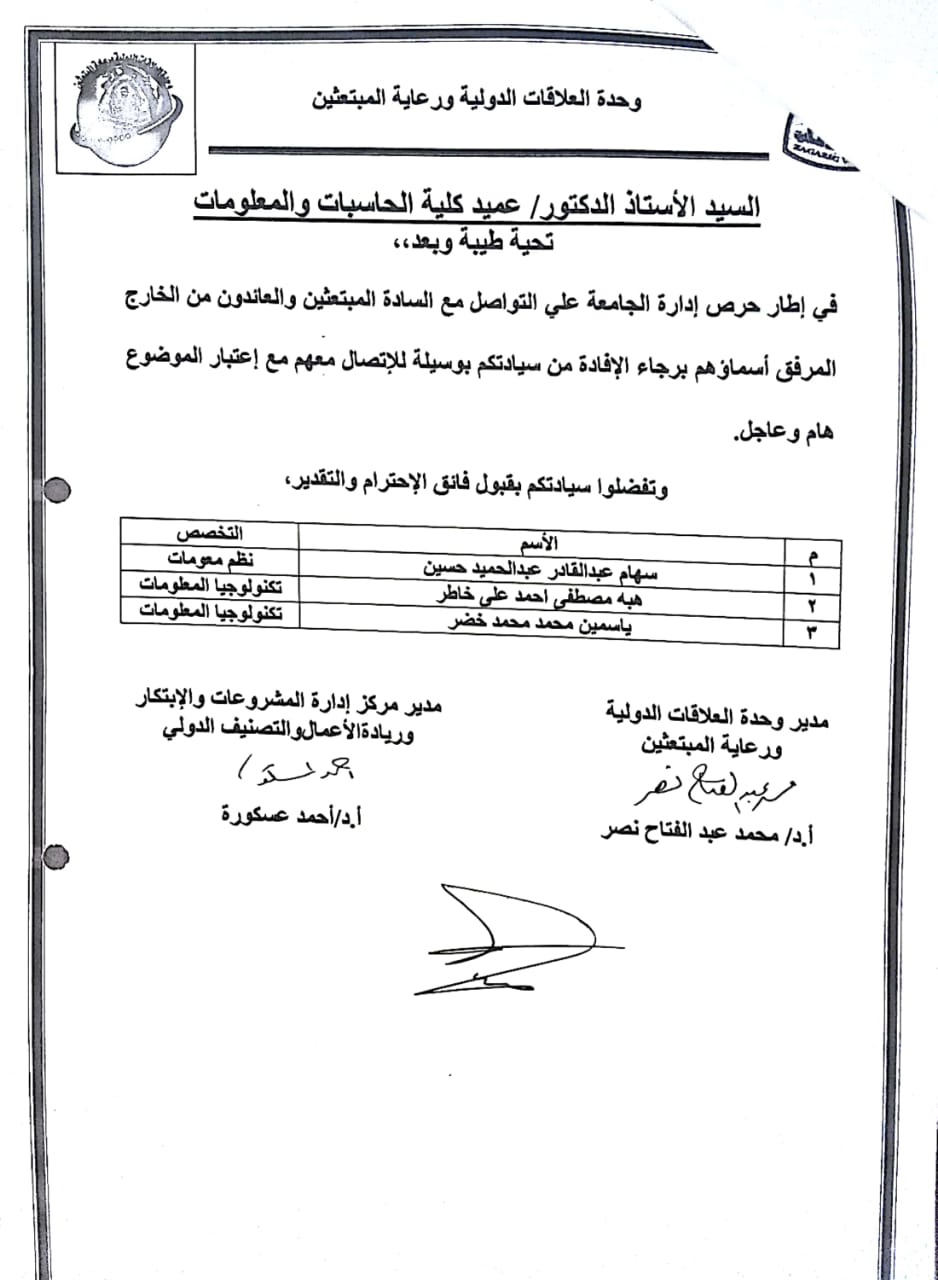 وحدة العلاقات الدولية ورعاية المبتعثين
ZAGAZIG
السيد الأستاذ الدكتور/ عميد كلية الحاسبات والمعلومات
تحية طيبة وبعد،،
في إطار حرص إدارة الجامعة علي التواصل مع السادة المبتعثين والعائدون من الخارج
المرفق أسماؤهم برجاء الإفادة من سيادتكم بوسيلة للإتصال معهم مع إعتبار الموضوع
هام وعاجل.
وتفضلوا سيادتكم بقبول فائق الإحترام والتقدير،
م الأسم التخصص
١ سهام عبدالقادر عبدالحميد حسين نظم معومات
٢ هبه مصطفي احمد علي خاطر تكنولوجيا المعلومات
٣ ياسمين محمد محمد خضر تكنولوجيا المعلومات
مدير وحدة العلاقات الدولية
ورعاية المبتعثين
محمد عبد الفتاح نصر
أ.د/ محمد عبد الفتاح نصر
مدير مركز إدارة المشروعات والإبتكار
وريادةالأعمال والتصنيف الدولي
أحمد عسكورة
أ.د/أحمد عسكورة